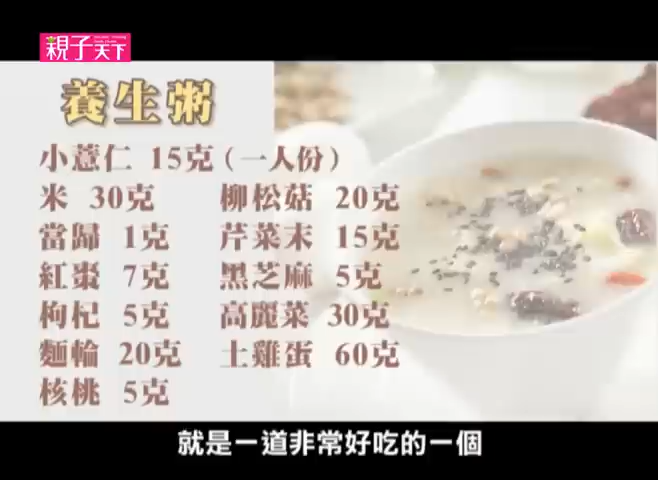 親子天下
養生粥
小薏仁 15克（一人份）
米 30克 柳松菇 20克
當歸 1克 芹菜末 15克
紅棗 7克 黑芝麻 5克
枸杞 5克 高麗菜 30克
麵輪 20克 土雞蛋 60克
核桃 5克
就是一道非常好吃的一個